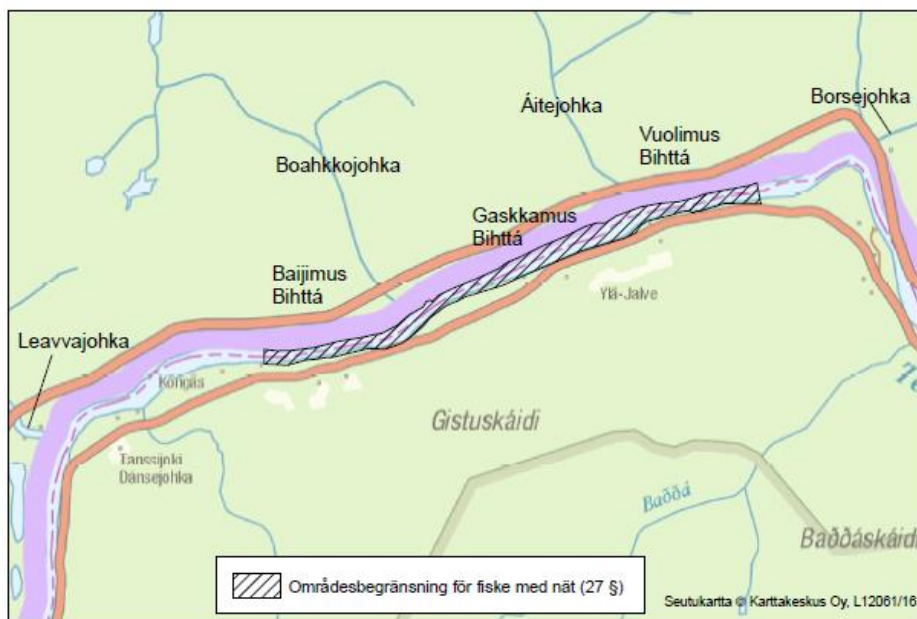 Borsejohka
Áitejohka
Vuolimus
Bihttá
Boahkkojohka
Gaskkamus
Bihttá
Baijimus
Bihttá
Ylä-Jalve
Leavvajohka
Köngäs
Gistuskáidi
Tanssijoki
Dánsejohka
Baððá
Baððáskáidi
Områdesbegränsning för fiske med nät (27 §)
Seutukartta © Karttakeskus Oy, L12061/16